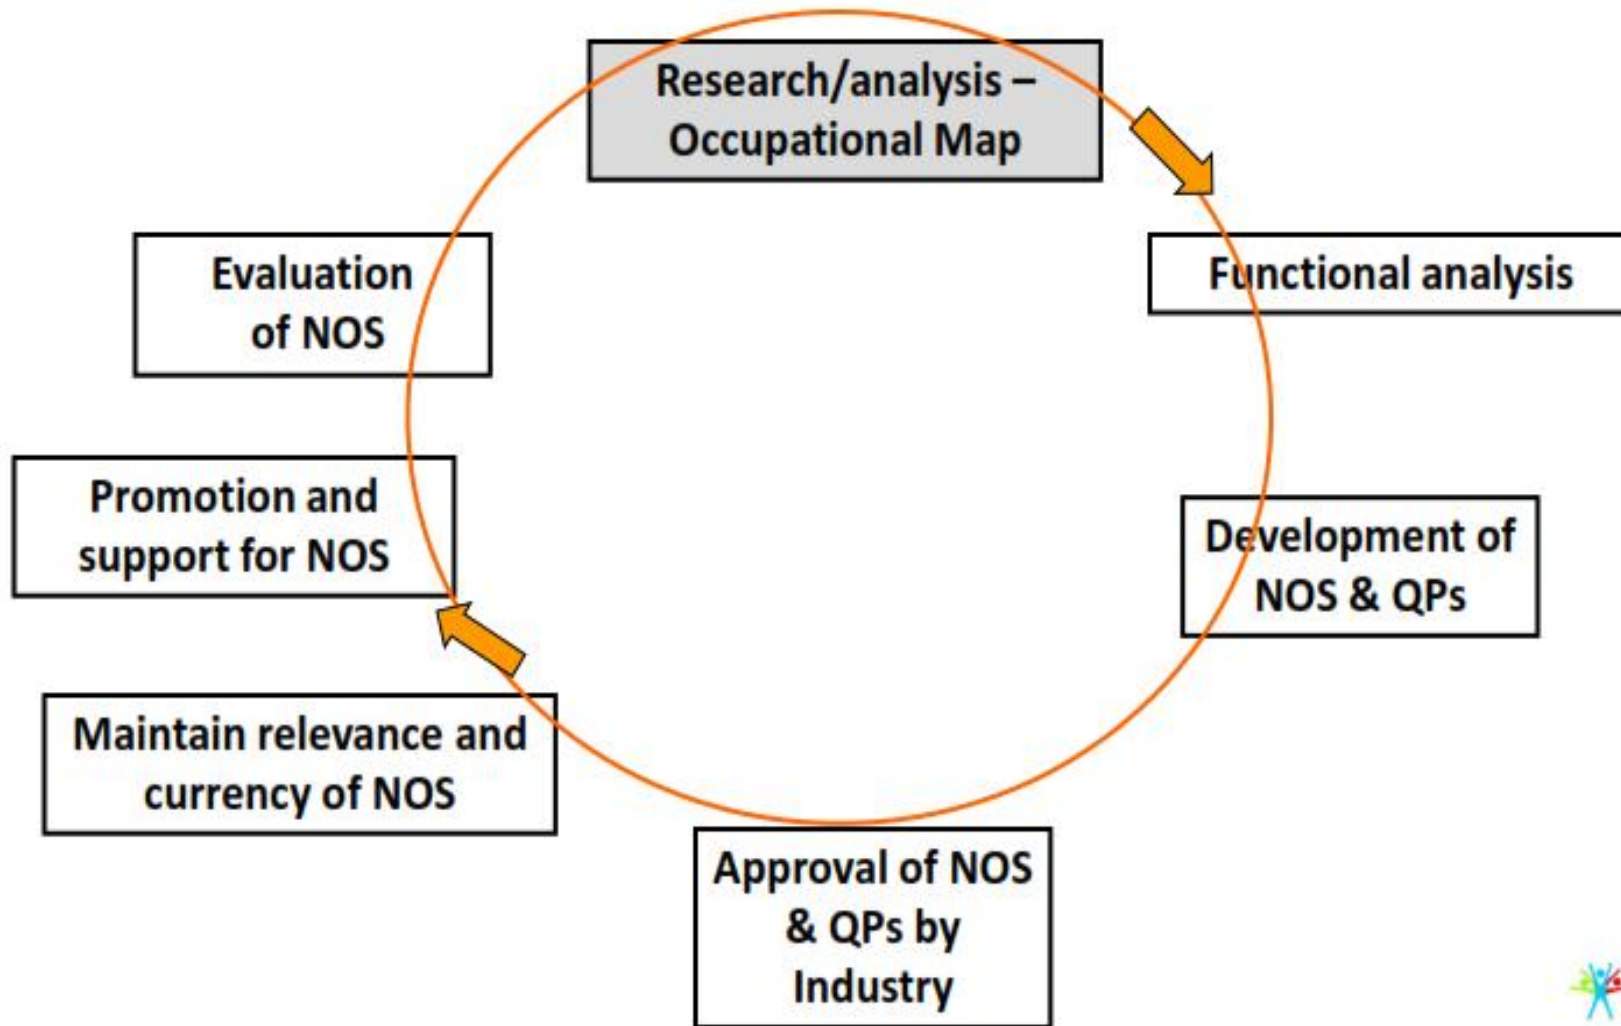 Research/analysis –
Occupational Map
Functional analysis
Development of
NOS & QPs
Approval of NOS
& QPs by
Industry
Maintain relevance and
currency of NOS
Promotion and
support for NOS
Evaluation
of NOS